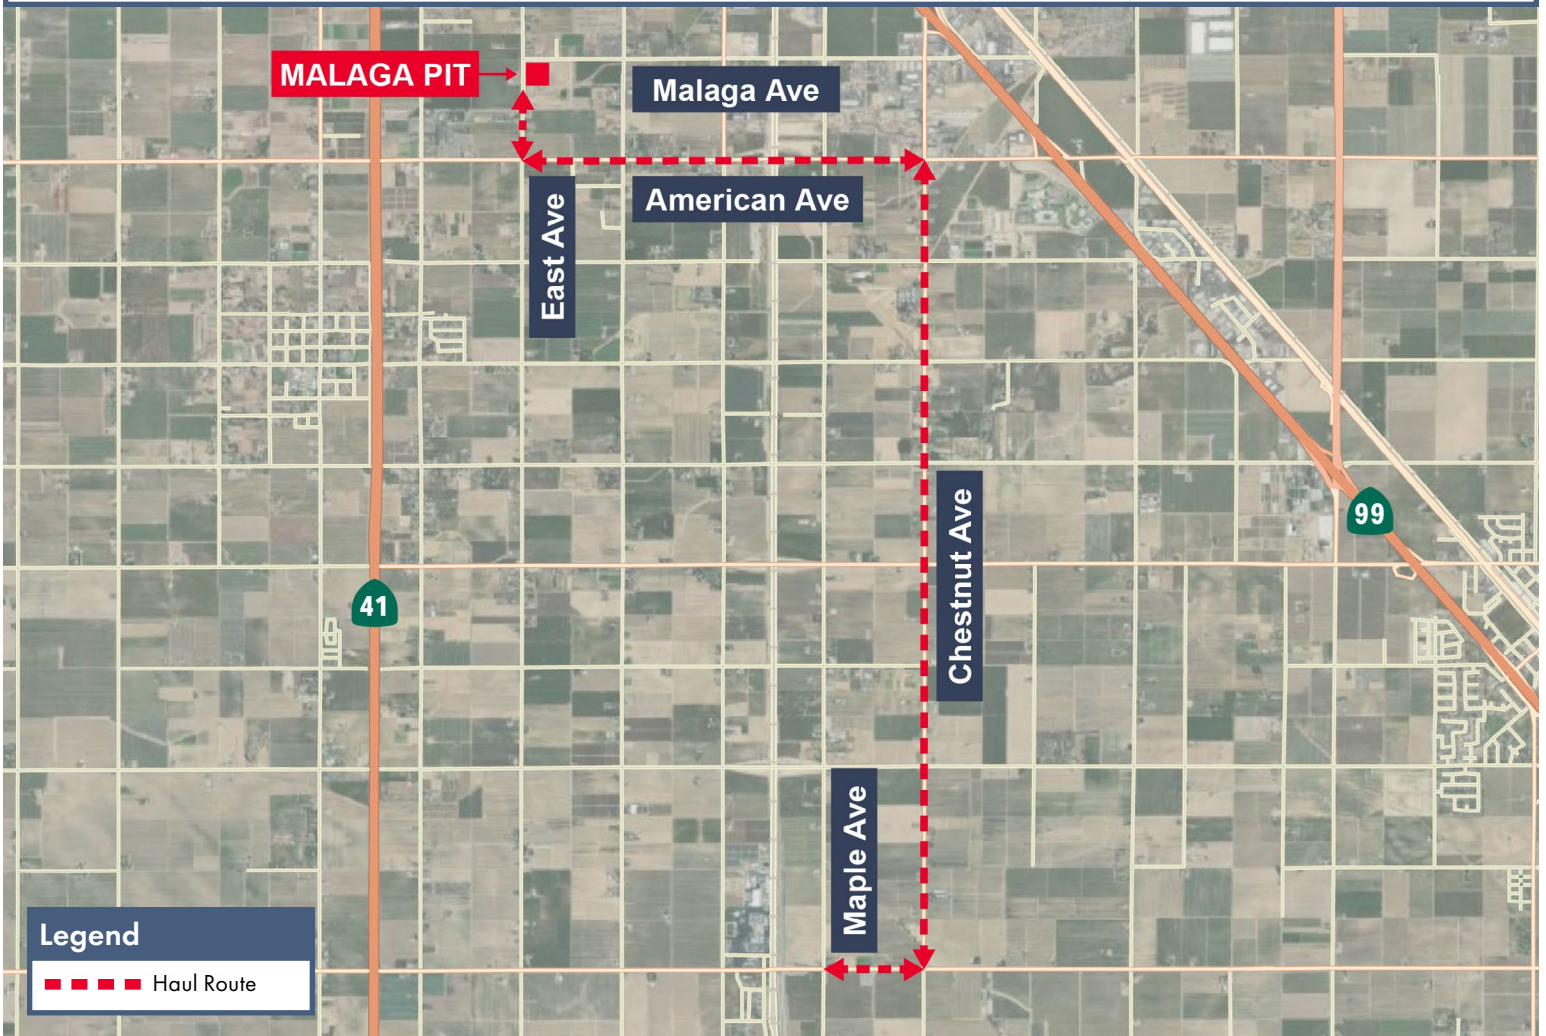 MALAGA PIT
Malaga Ave
American Ave
East Ave
99
Chestnut Ave
41
Maple Ave
Legend
Haul Route